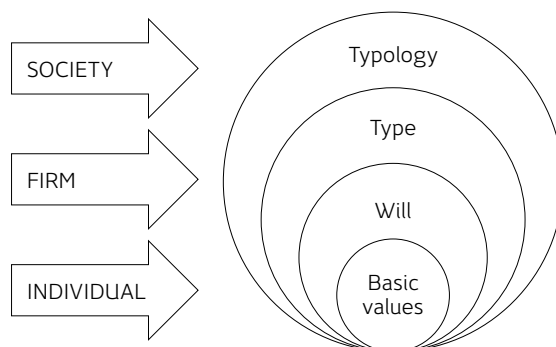 SOCIETY
FIRM
INDIVIDUAL
Typology
Type
Will
Basic
values